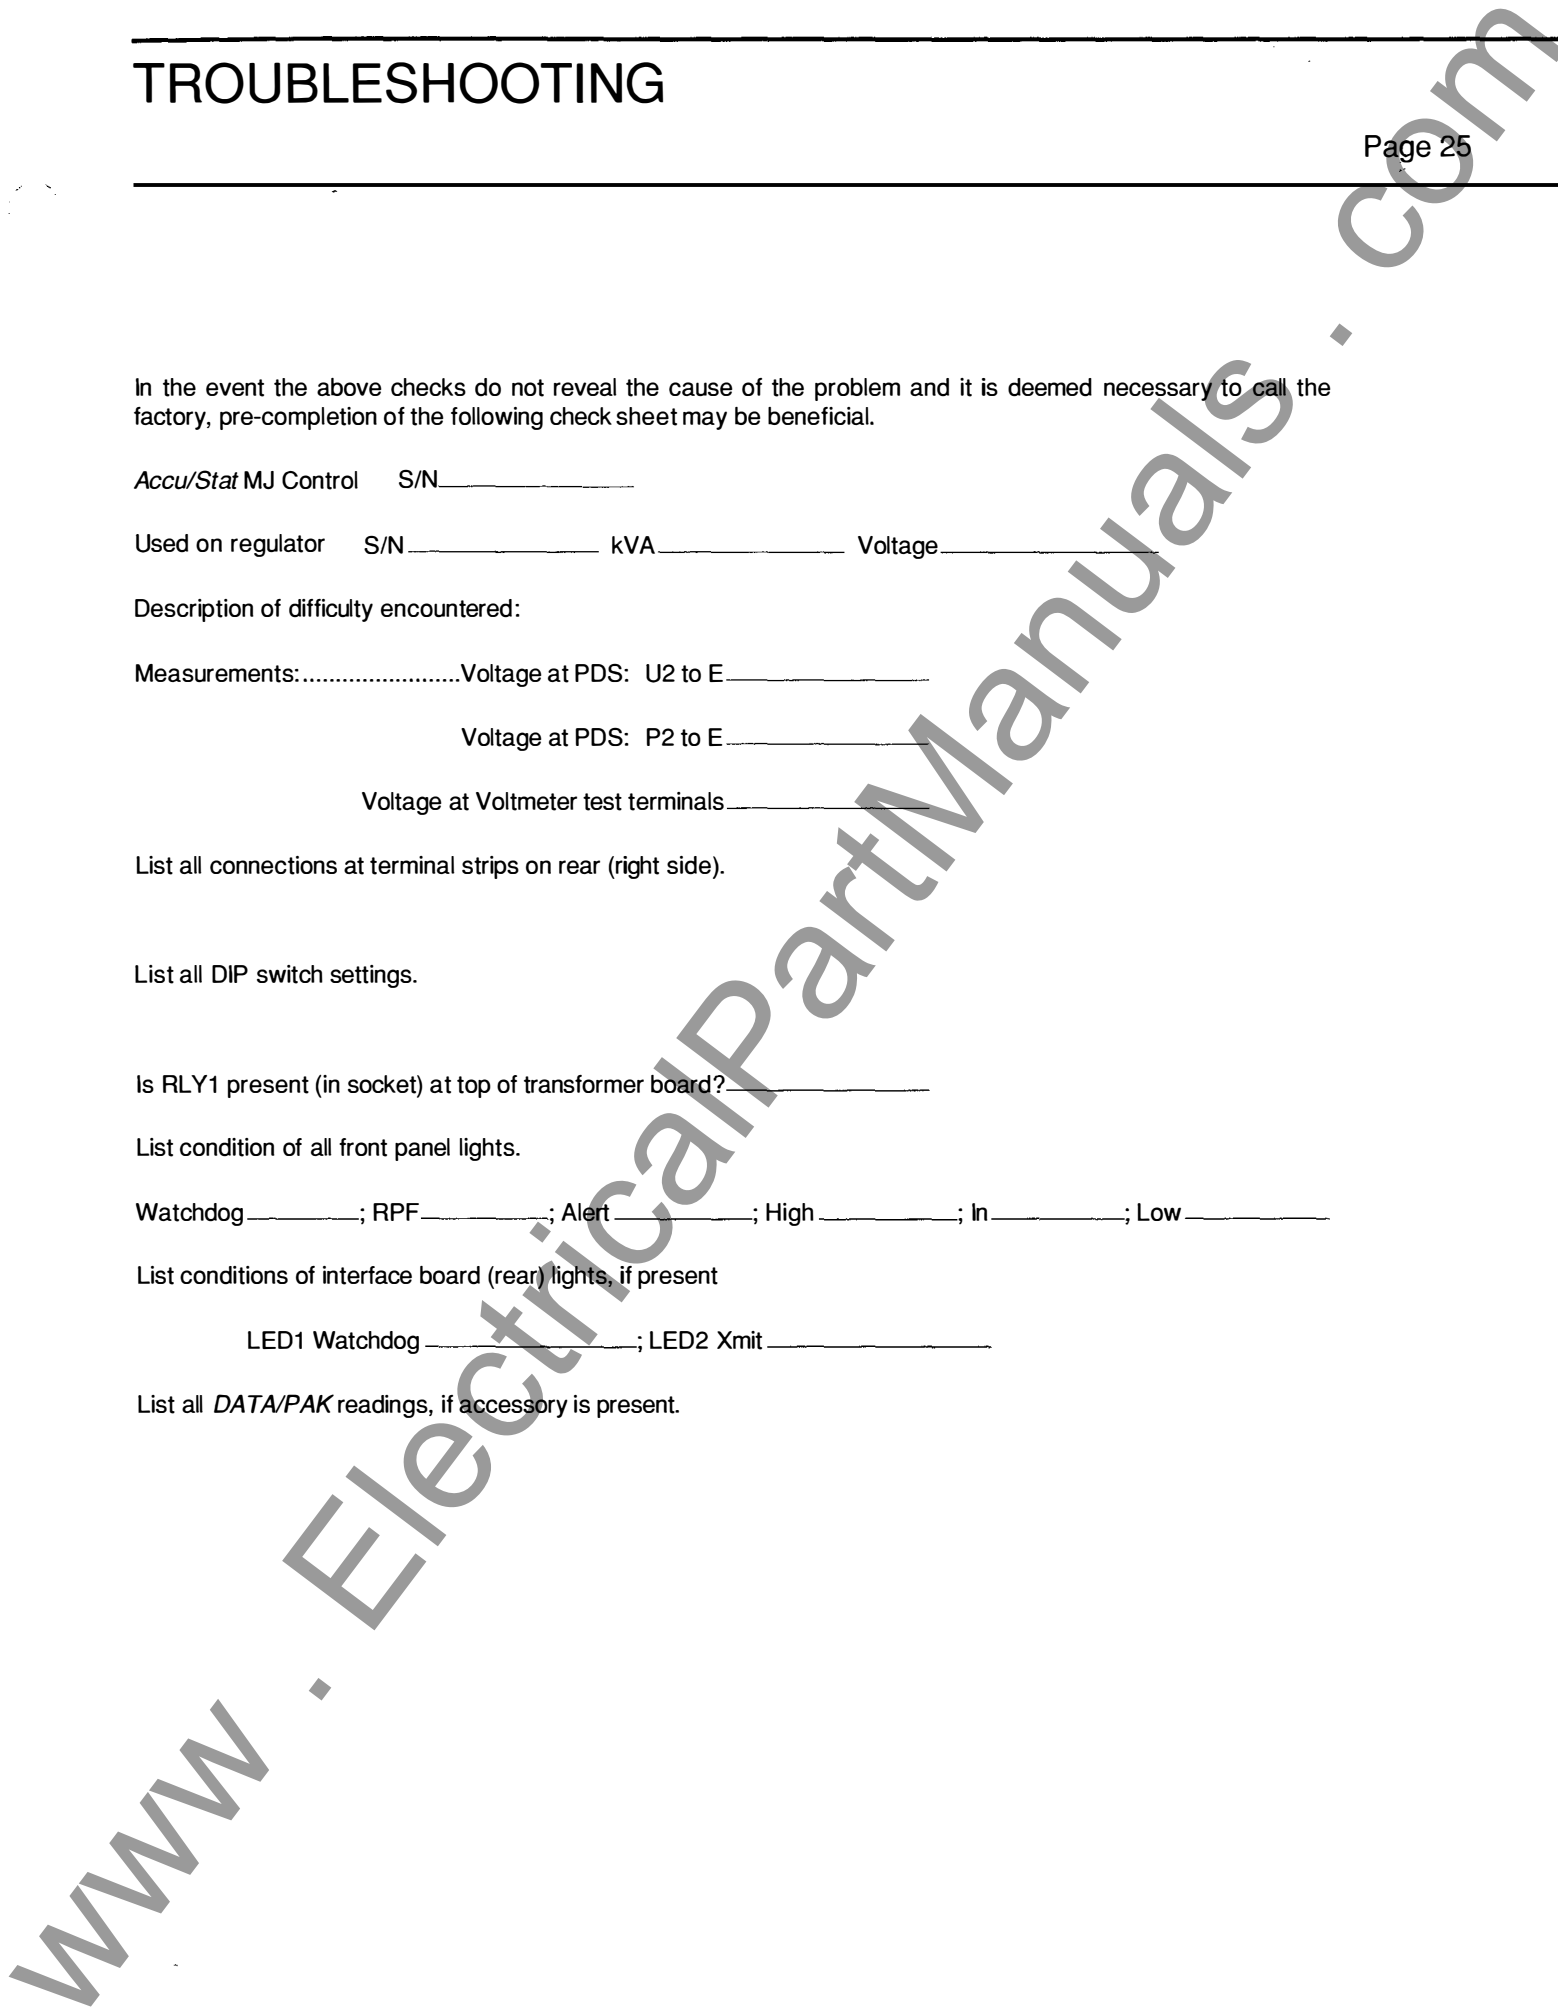 TROUBLESHOOTING
Page 25
In the event the above checks do not reveal the cause of the problem and it is deemed necessary to call the
factory, pre-completion of the following check sheet may be beneficial.
Accu/Stat MJ Control S/N
Used on regulator S/N kVA Voltage
Description of difficulty encountered:
Measurements:........................Voltage at PDS: U2 to E
Voltage at PDS: P2 to E
Voltage at Voltmeter test terminals
List all connections at terminal strips on rear (right side).
List all DIP switch settings.
Is RLY1 present (in socket) at top of transformer board?
List condition of all front panel lights.
Watchdog ; RPF ; Alert ; High ; In ; Low
List conditions of interface board (rear) lights, if present
LED1 Watchdog ; LED2 Xmit
List all DATA/PAK readings, if accessory is present.
www . ElectricalPartManuals . com